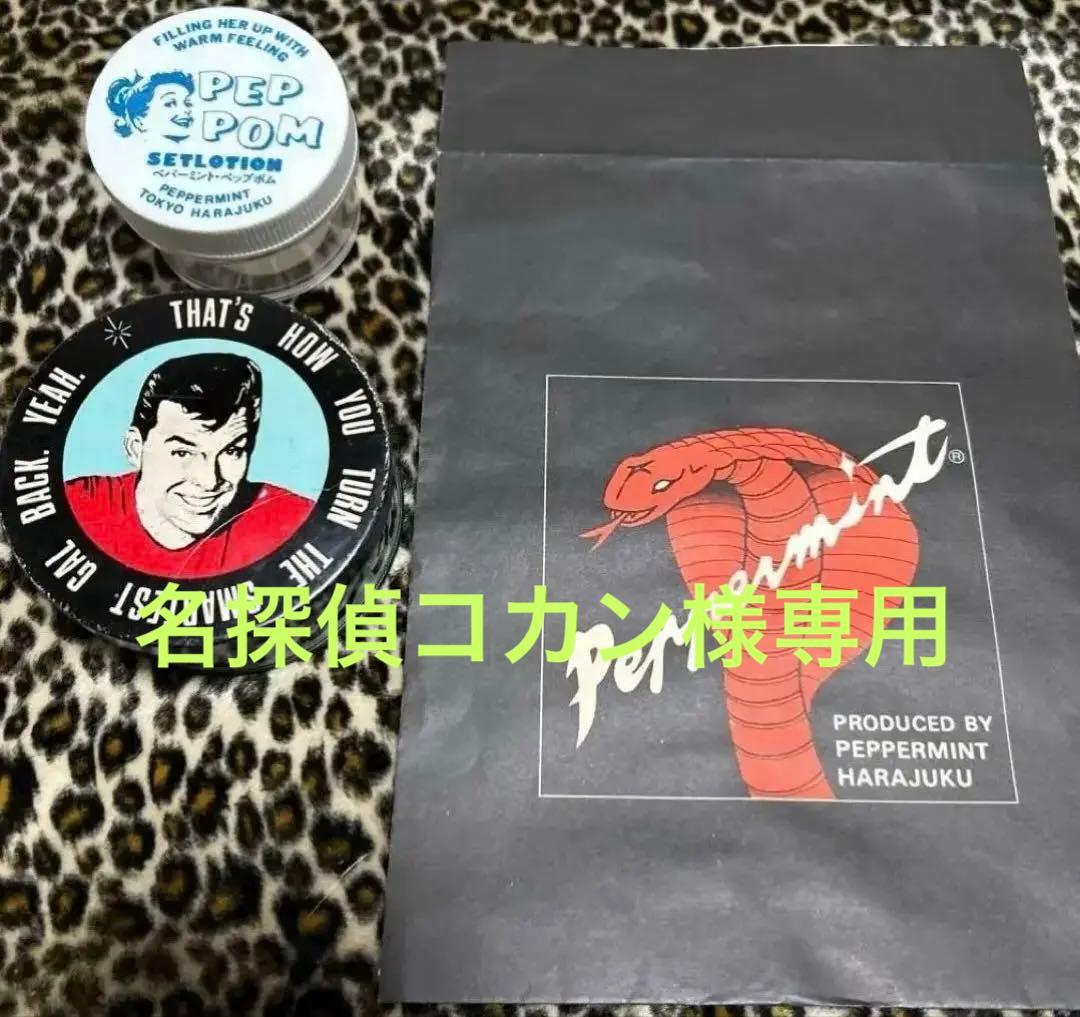 FILLING HER UP WITH
WARM FEELING
PEP
POM
SETLOTION
ペパーミント・ペップポム
PEPPERMINT
TOKYO HARAJUKU
THAT'S HOW YOU TURN THE SMARTEST GAL BACK. YEAH.
Peppermint®
PRODUCED BY
PEPPERMINT
HARAJUKU
名探偵コカン様専用